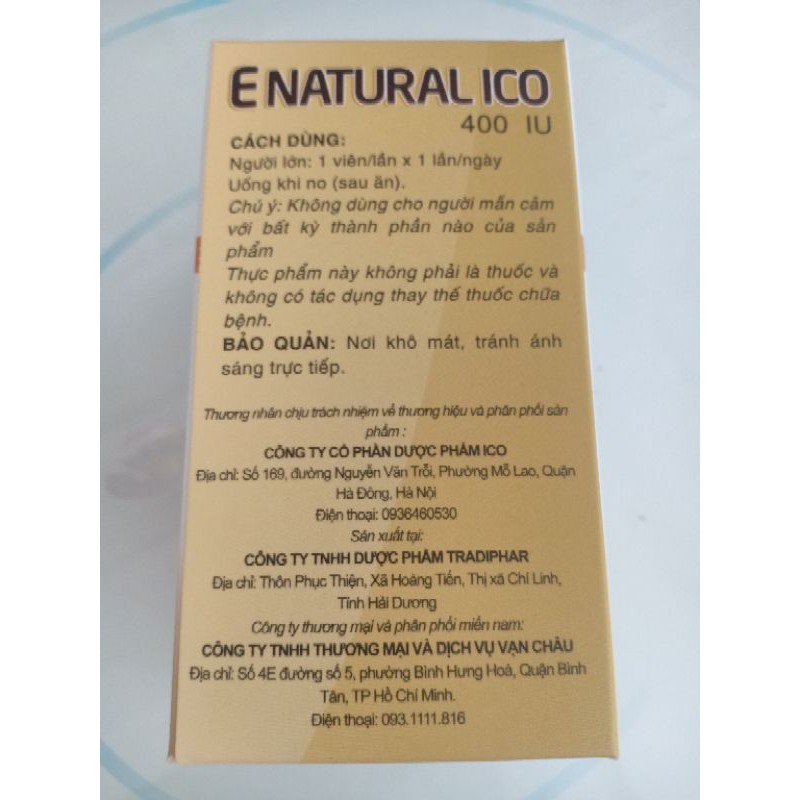 E NATURAL ICO
400 IU
CÁCH DÙNG:
Người lớn: 1 viên/lần x 1 lần/ngày
Uống khi no (sau ăn).
Chú ý: Không dùng cho người mẫn cảm
với bất kỳ thành phần nào của sản
phẩm
Thực phẩm này không phải là thuốc và
không có tác dụng thay thế thuốc chữa
bệnh.
BẢO QUẢN: Nơi khô mát, tránh ánh
sáng trực tiếp.
Thương nhân chịu trách nhiệm về thương hiệu và phân phối sản
phẩm :
CÔNG TY CỔ PHẦN DƯỢC PHẨM ICO
Địa chỉ: Số 169, đường Nguyễn Văn Trỗi, Phường Mỗ Lao, Quận
Hà Đông, Hà Nội
Điện thoại: 0936460530
Sản xuất tại:
CÔNG TY TNHH DƯỢC PHẨM TRADIPHAR
Địa chỉ: Thôn Phục Thiện, Xã Hoàng Tiến, Thị xã Chí Linh,
Tỉnh Hải Dương
Công ty thương mại và phân phối miền nam:
CÔNG TY TNHH THƯƠNG MẠI VÀ DỊCH VỤ VẠN CHÂU
Địa chỉ: Số 4E đường số 5, phường Bình Hưng Hoà, Quận Bình
Tân, TP Hồ Chí Minh.
Điện thoại: 093.1111.816